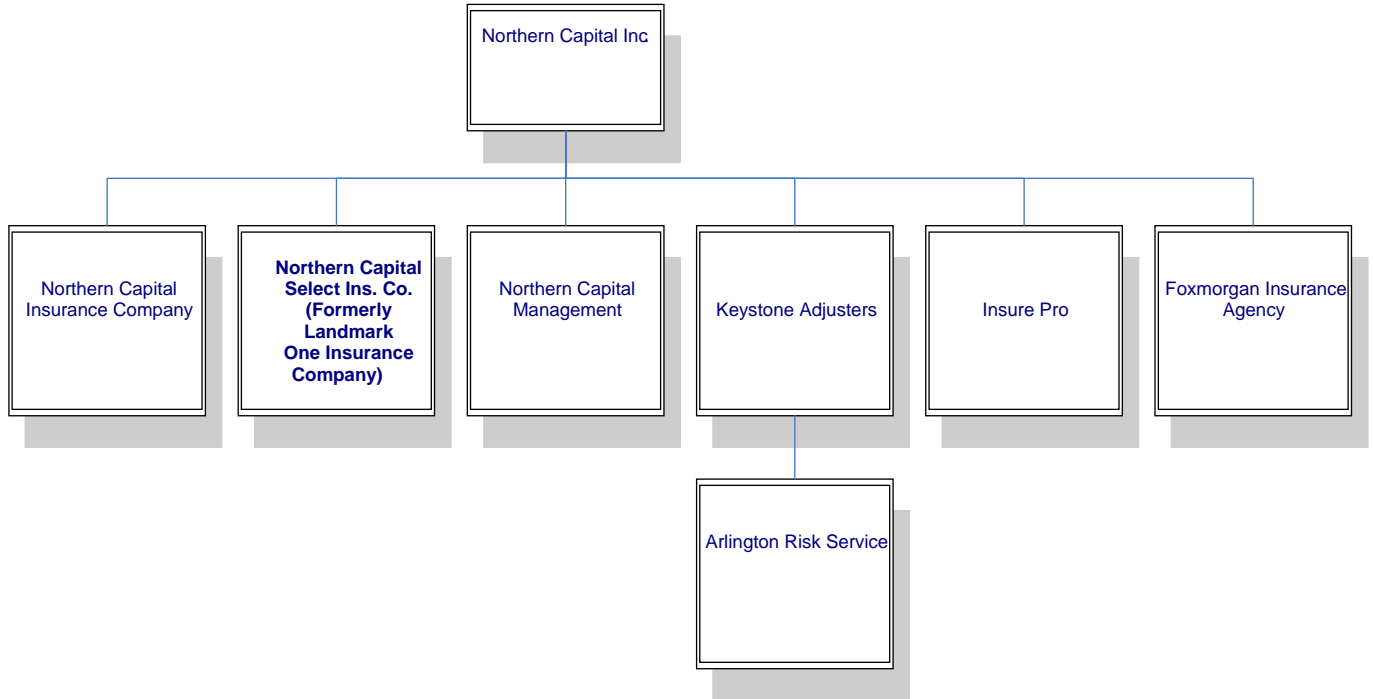 Northern Capital Inc.
Northern Capital
Insurance Company
Northern Capital
Select Ins. Co.
(Formerly
Landmark
One Insurance
Company)
Northern Capital
Management
Keystone Adjusters
Insure Pro
Foxmorgan Insurance
Agency
Arlington Risk Service